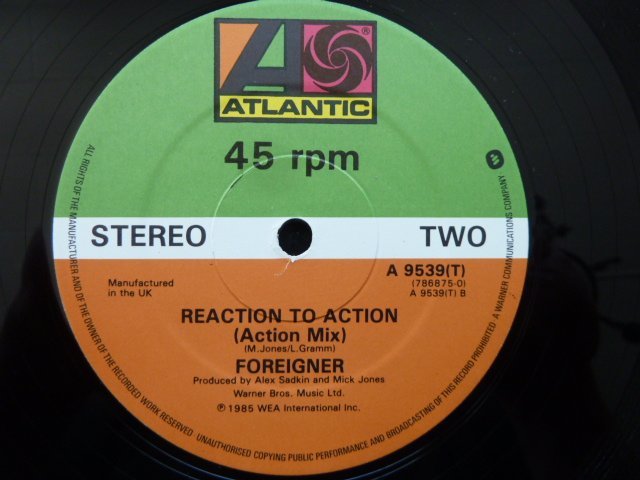 ATLANTIC
45 rpm
STEREO
TWO
A 9539(T)
(786875-0)
A 9539(T) B
Manufactured
in the UK
REACTION TO ACTION
(Action Mix)
(M.Jones/L.Gramm)
FOREIGNER
Produced by Alex Sadkin and Mick Jones
Warner Bros. Music Ltd.
℗ 1985 WEA International Inc.
ALL RIGHTS OF THE MANUFACTURER AND OF THE OWNER OF THE RECORDED WORK RESERVED UNAUTHORISED COPYING PUBLIC PERFORMANCE AND BROADCASTING OF THIS RECORD PROHIBITED A WARNER COMMUNICATIONS COMPANY